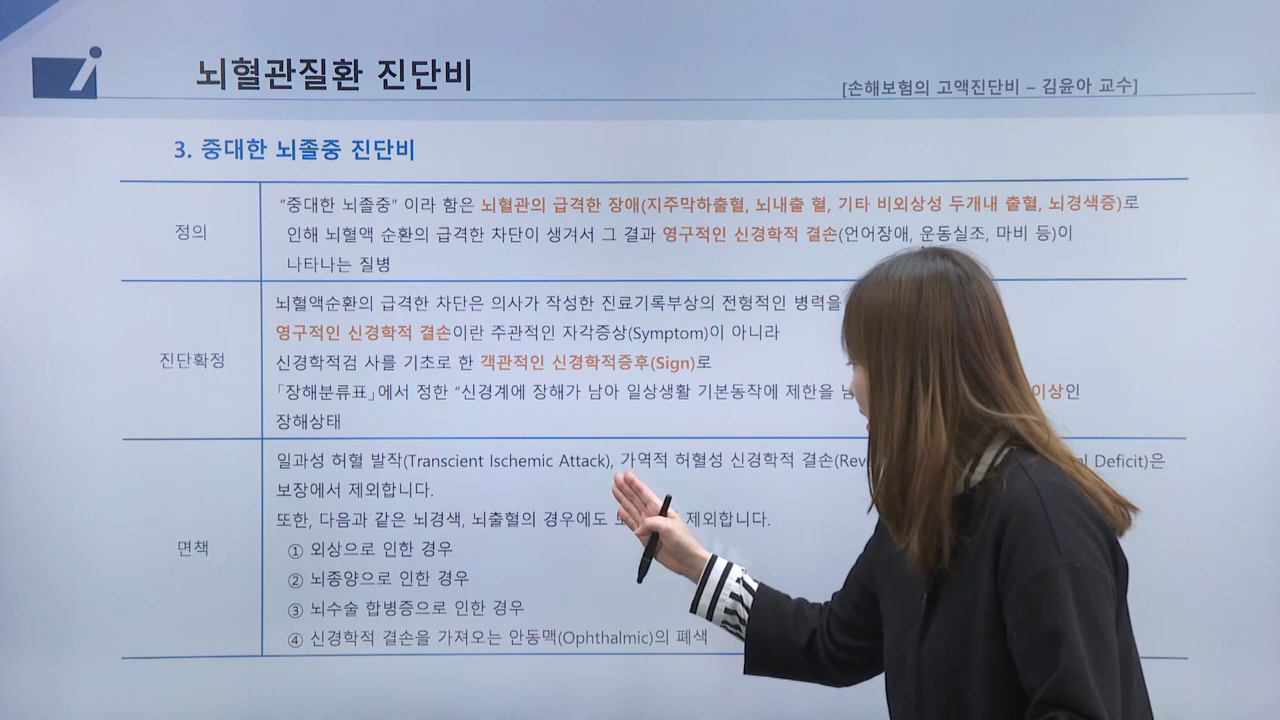 뇌혈관질환 진단비
[손해보험의 고액진단비 – 김윤아 교수]
3. 중대한 뇌졸중 진단비
정의
“중대한 뇌졸중” 이라 함은 뇌혈관의 급격한 장애(지주막하출혈, 뇌내출 혈, 기타 비외상성 두개내 출혈, 뇌경색증)로
인해 뇌혈액 순환의 급격한 차단이 생겨서 그 결과 영구적인 신경학적 결손(언어장애, 운동실조, 마비 등)이
나타나는 질병
진단확정
뇌혈액순환의 급격한 차단은 의사가 작성한 진료기록부상의 전형적인 병력을
영구적인 신경학적 결손이란 주관적인 자각증상(Symptom)이 아니라
신경학적검 사를 기초로 한 객관적인 신경학적증후(Sign)로
「장해분류표」에서 정한 “신경계에 장해가 남아 일상생활 기본동작에 제한을 이상인
장해상태
면책
일과성 허혈 발작(Transient Ischemic Attack), 가역적 허혈성 신경학적 결손( Deficit)은
보장에서 제외합니다.
또한, 다음과 같은 뇌경색, 뇌출혈의 경우에도 제외합니다.
① 외상으로 인한 경우
② 뇌종양으로 인한 경우
③ 뇌수술 합병증으로 인한 경우
④ 신경학적 결손을 가져오는 안동맥(Ophthalmic)의 폐색